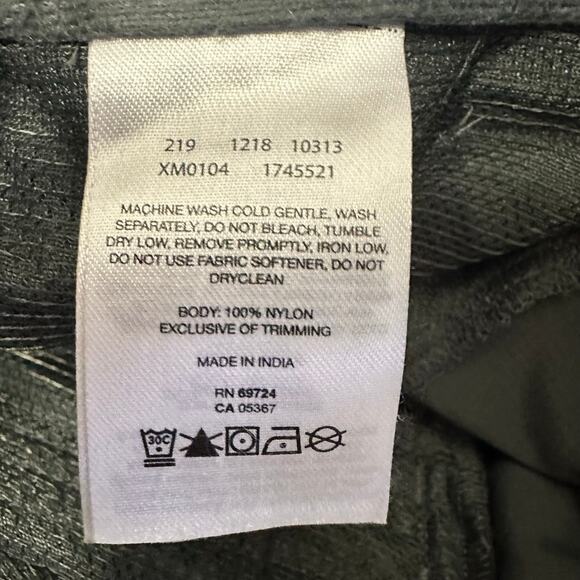 219 1218 10313
XM0104 1745521
MACHINE WASH COLD GENTLE, WASH
SEPARATELY, DO NOT BLEACH, TUMBLE
DRY LOW, REMOVE PROMPTLY, IRON LOW,
DO NOT USE FABRIC SOFTENER, DO NOT
DRYCLEAN
BODY: 100% NYLON
EXCLUSIVE OF TRIMMING
MADE IN INDIA
RN 69724
CA 05367
30C